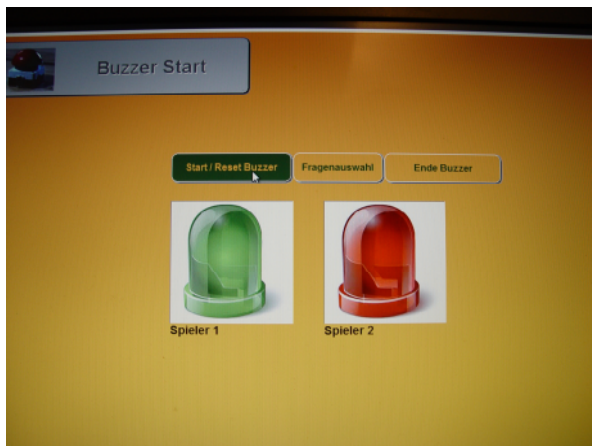 Buzzer Start
Start / Reset Buzzer
Fragenauswahl
Ende Buzzer
Spieler 1
Spieler 2